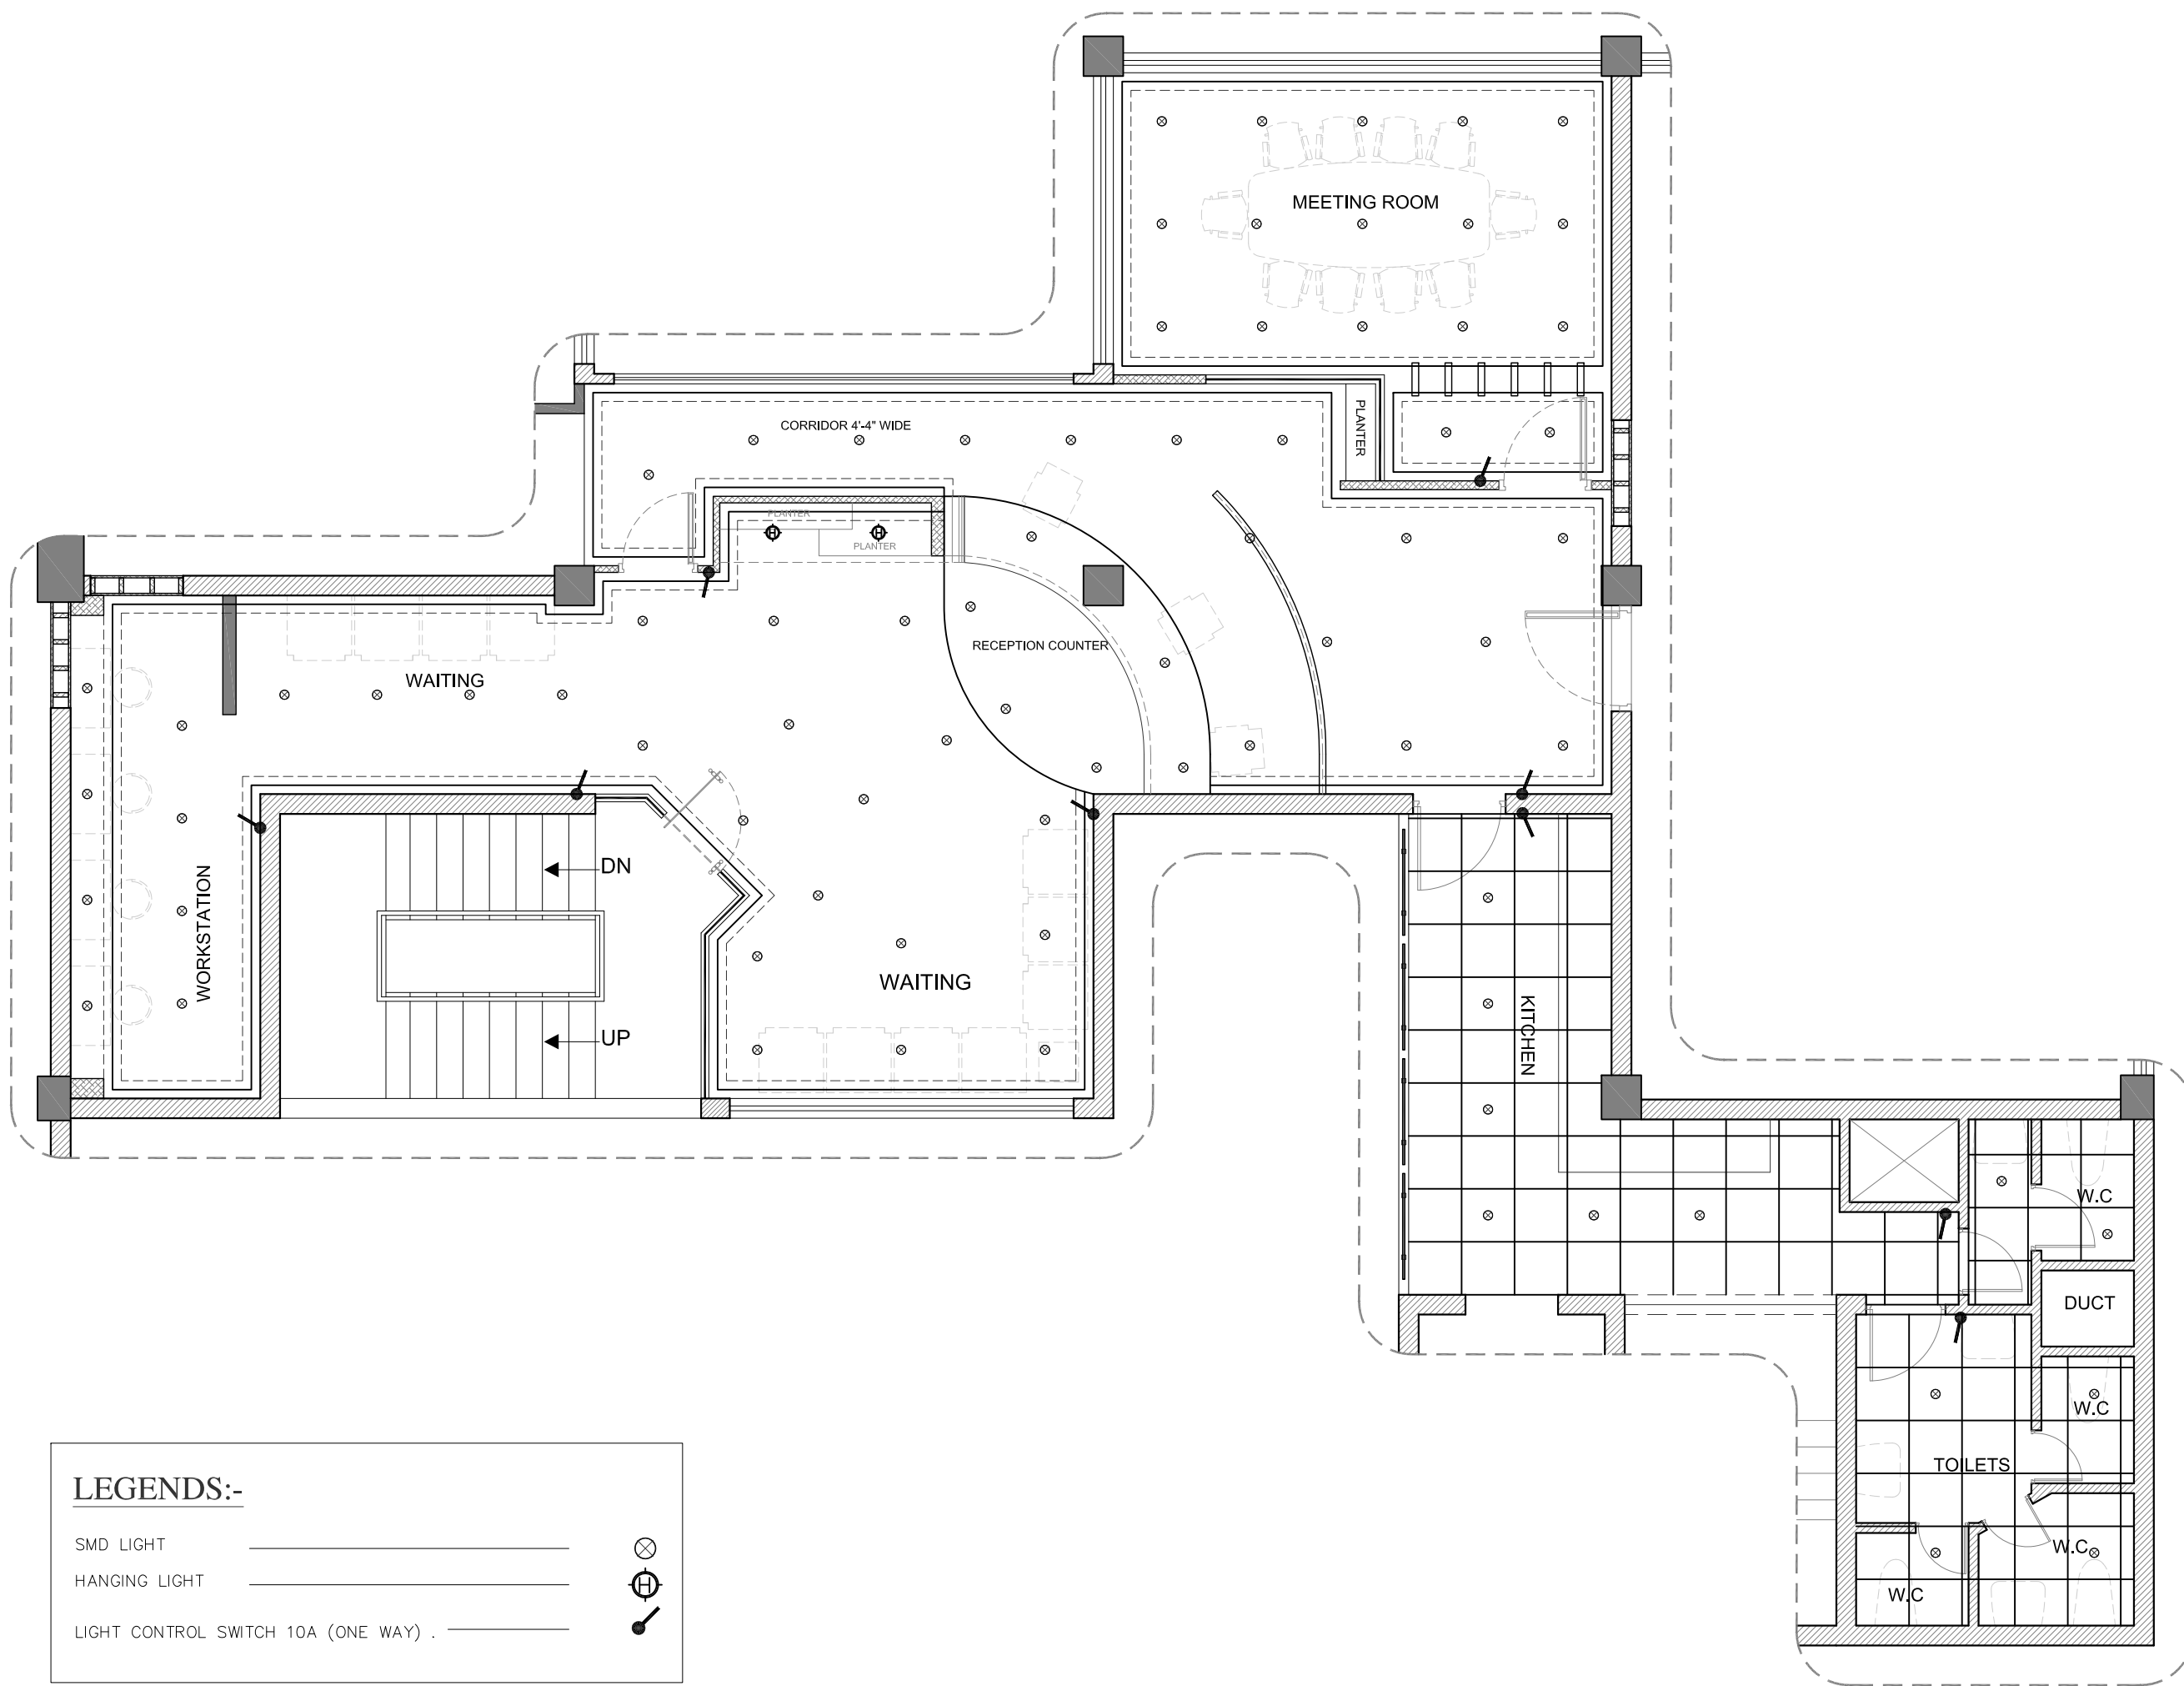 MEETING ROOM
CORRIDOR 4'-4" WIDE
PLANTER
PLANTER
PLANTER
H
H
RECEPTION COUNTER
WAITING
DN
WORKSTATION
WAITING
UP
KITCHEN
W.C
DUCT
W.C
TOILETS
W.C
W.C
LEGENDS:-
SMD LIGHT
HANGING LIGHT H
LIGHT CONTROL SWITCH 10A (ONE WAY) .